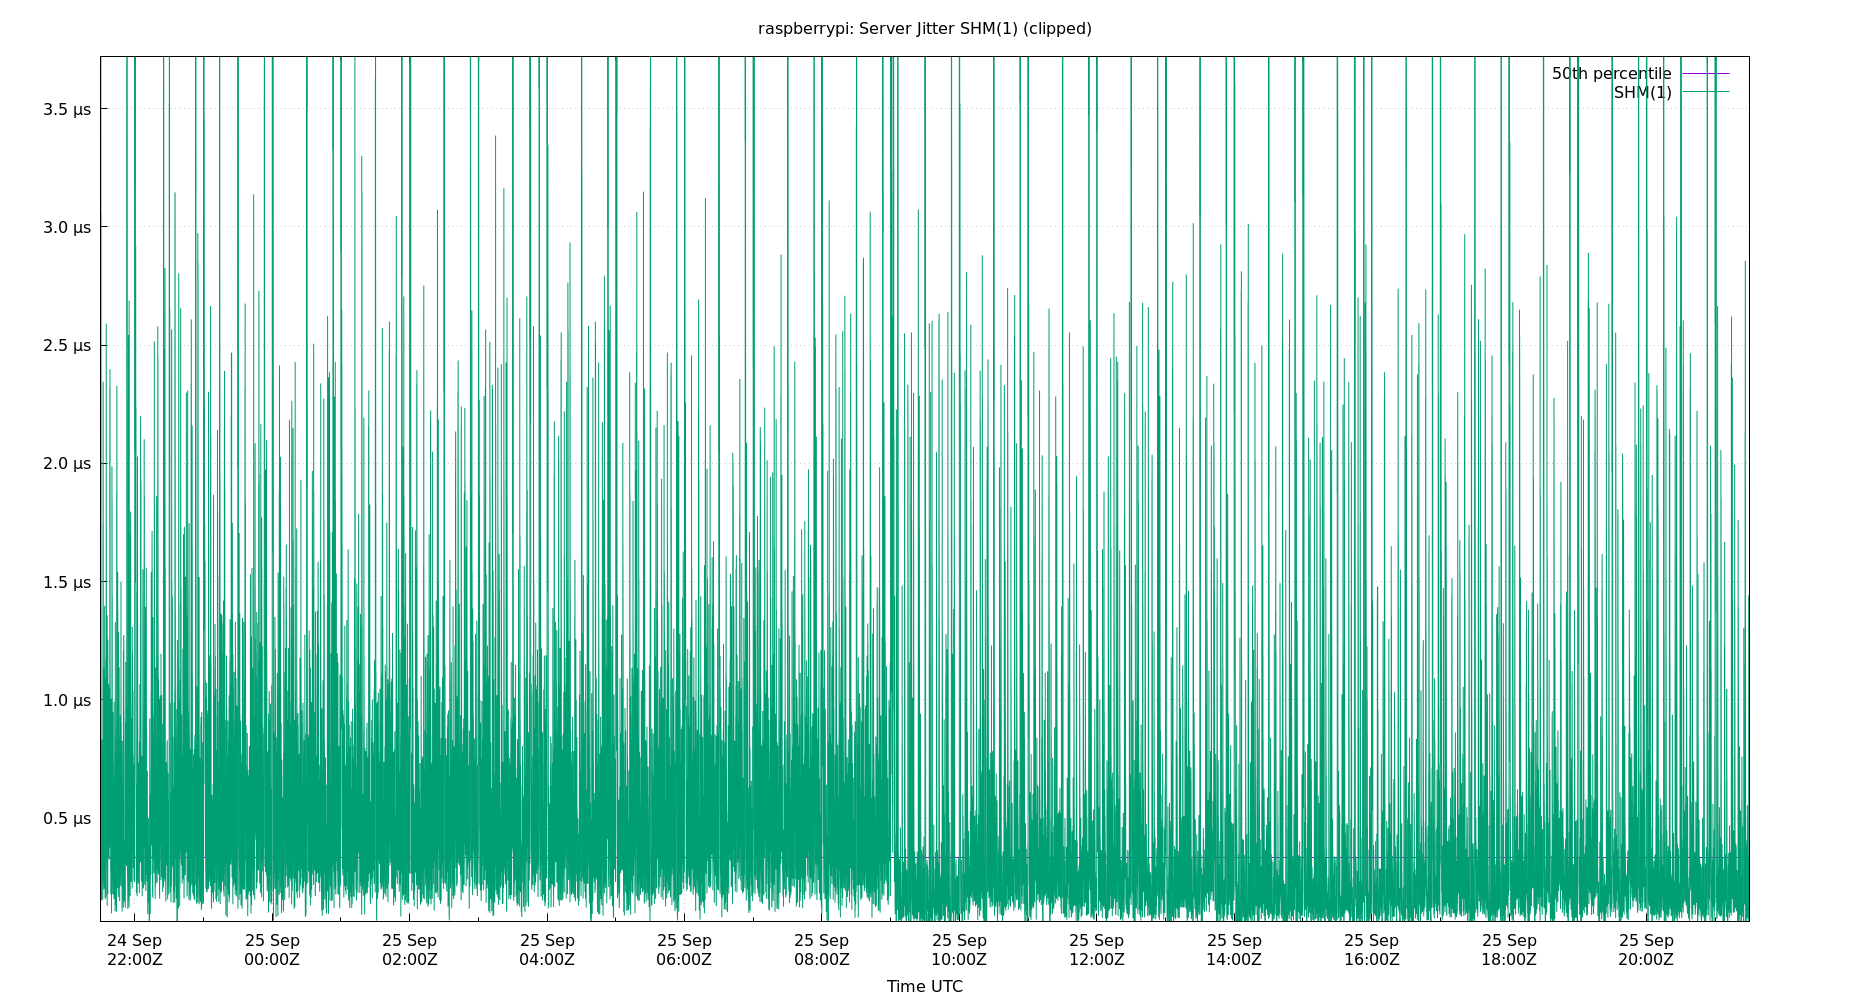 raspberrypi: Server Jitter SHM(1) (clipped)
50th percentile
SHM(1)
3.5 µs
3.0 µs
2.5 µs
2.0 µs
1.5 µs
1.0 µs
0.5 µs
24 Sep 25 Sep 25 Sep 25 Sep 25 Sep 25 Sep 25 Sep 25 Sep 25 Sep 25 Sep 25 Sep 25 Sep
22:00Z 00:00Z 02:00Z 04:00Z 06:00Z 08:00Z 10:00Z 12:00Z 14:00Z 16:00Z 18:00Z 20:00Z
Time UTC